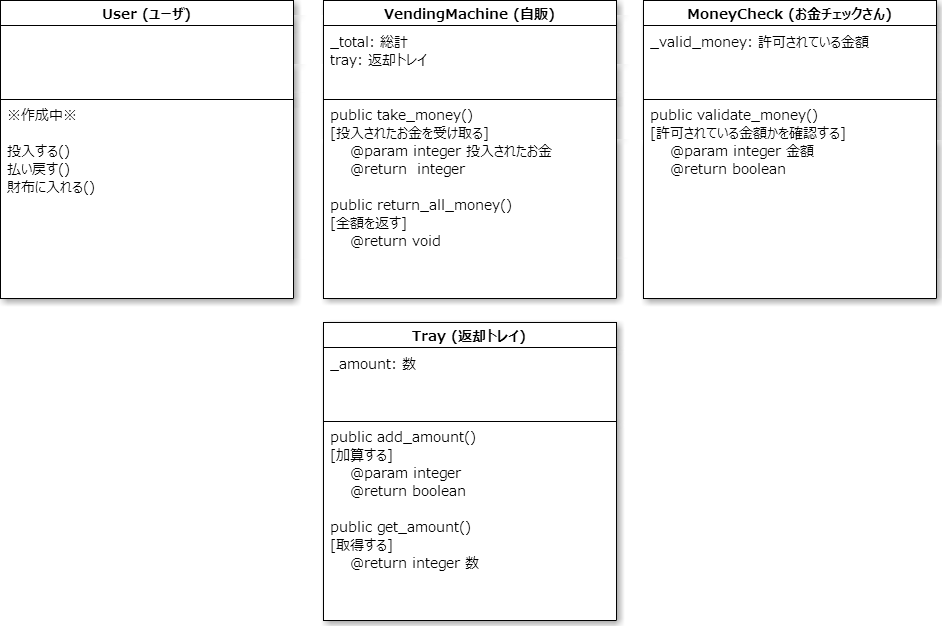 User (ユーザ)
※作成中※
投入する()
払い戻す()
財布に入れる()
VendingMachine (自販)
_total: 総計
tray: 返却トレイ
public take_money()
[投入されたお金を受け取る]
@param integer 投入されたお金
@return  integer
public return_all_money()
[全額を返す]
@return void
MoneyCheck (お金チェックさん)
_valid_money: 許可されている金額
public validate_money()
[許可されている金額かを確認する]
@param integer 金額
@return boolean
Tray (返却トレイ)
_amount: 数
public add_amount()
[加算する]
@param integer
@return boolean
public get_amount()
[取得する]
@return integer 数